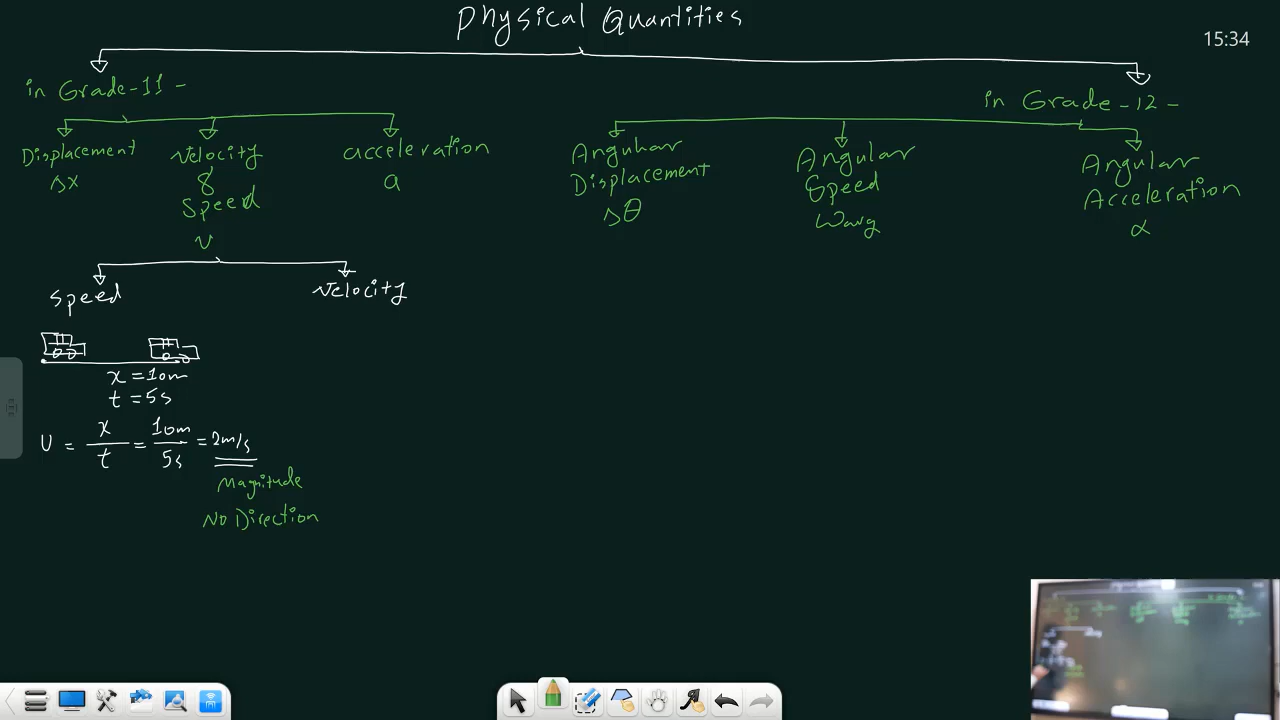 Physical Quantities
15:34
in Grade-11 -
in Grade-12 -
Displacement
Δx
Velocity
&
Speed
v
acceleration
a
Angular
Displacement
Δθ
Angular
Speed
Wavg
Angular
Acceleration
α
Speed
Velocity
x = 10m
t = 5s
U = x/t = 10m/5s = 2m/s
Magnitude
No Direction